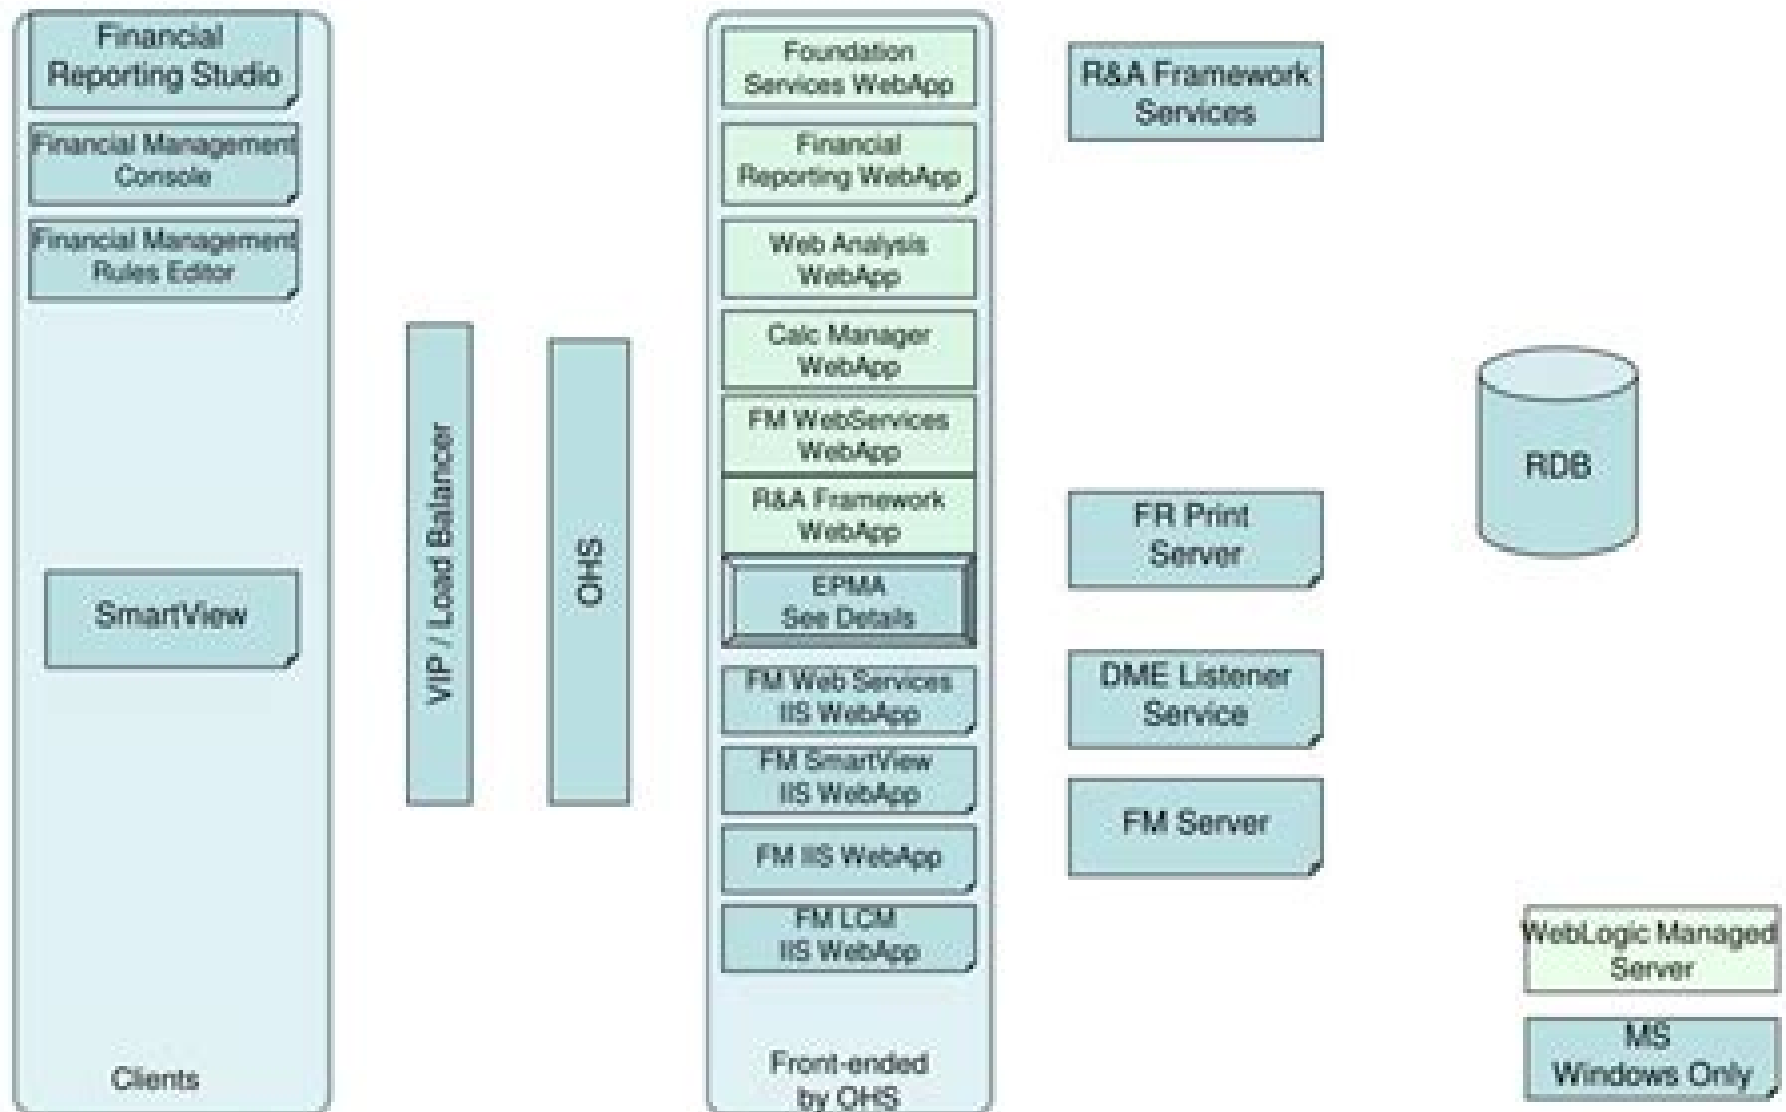 Financial
Reporting Studio
Financial Management
Console
Financial Management
Rules Editor
SmartView
Clients
VIP / Load Balancer
OHS
Foundation
Services WebApp
Financial
Reporting WebApp
Web Analysis
WebApp
Calc Manager
WebApp
FM WebServices
WebApp
R&A Framework
WebApp
EPMA
See Details
FM Web Services
IIS WebApp
FM SmartView
IIS WebApp
FM IIS WebApp
FM LCM
IIS WebApp
Front-ended
by OHS
R&A Framework
Services
FR Print
Server
DME Listener
Service
FM Server
RDB
WebLogic Managed
Server
MS
Windows Only